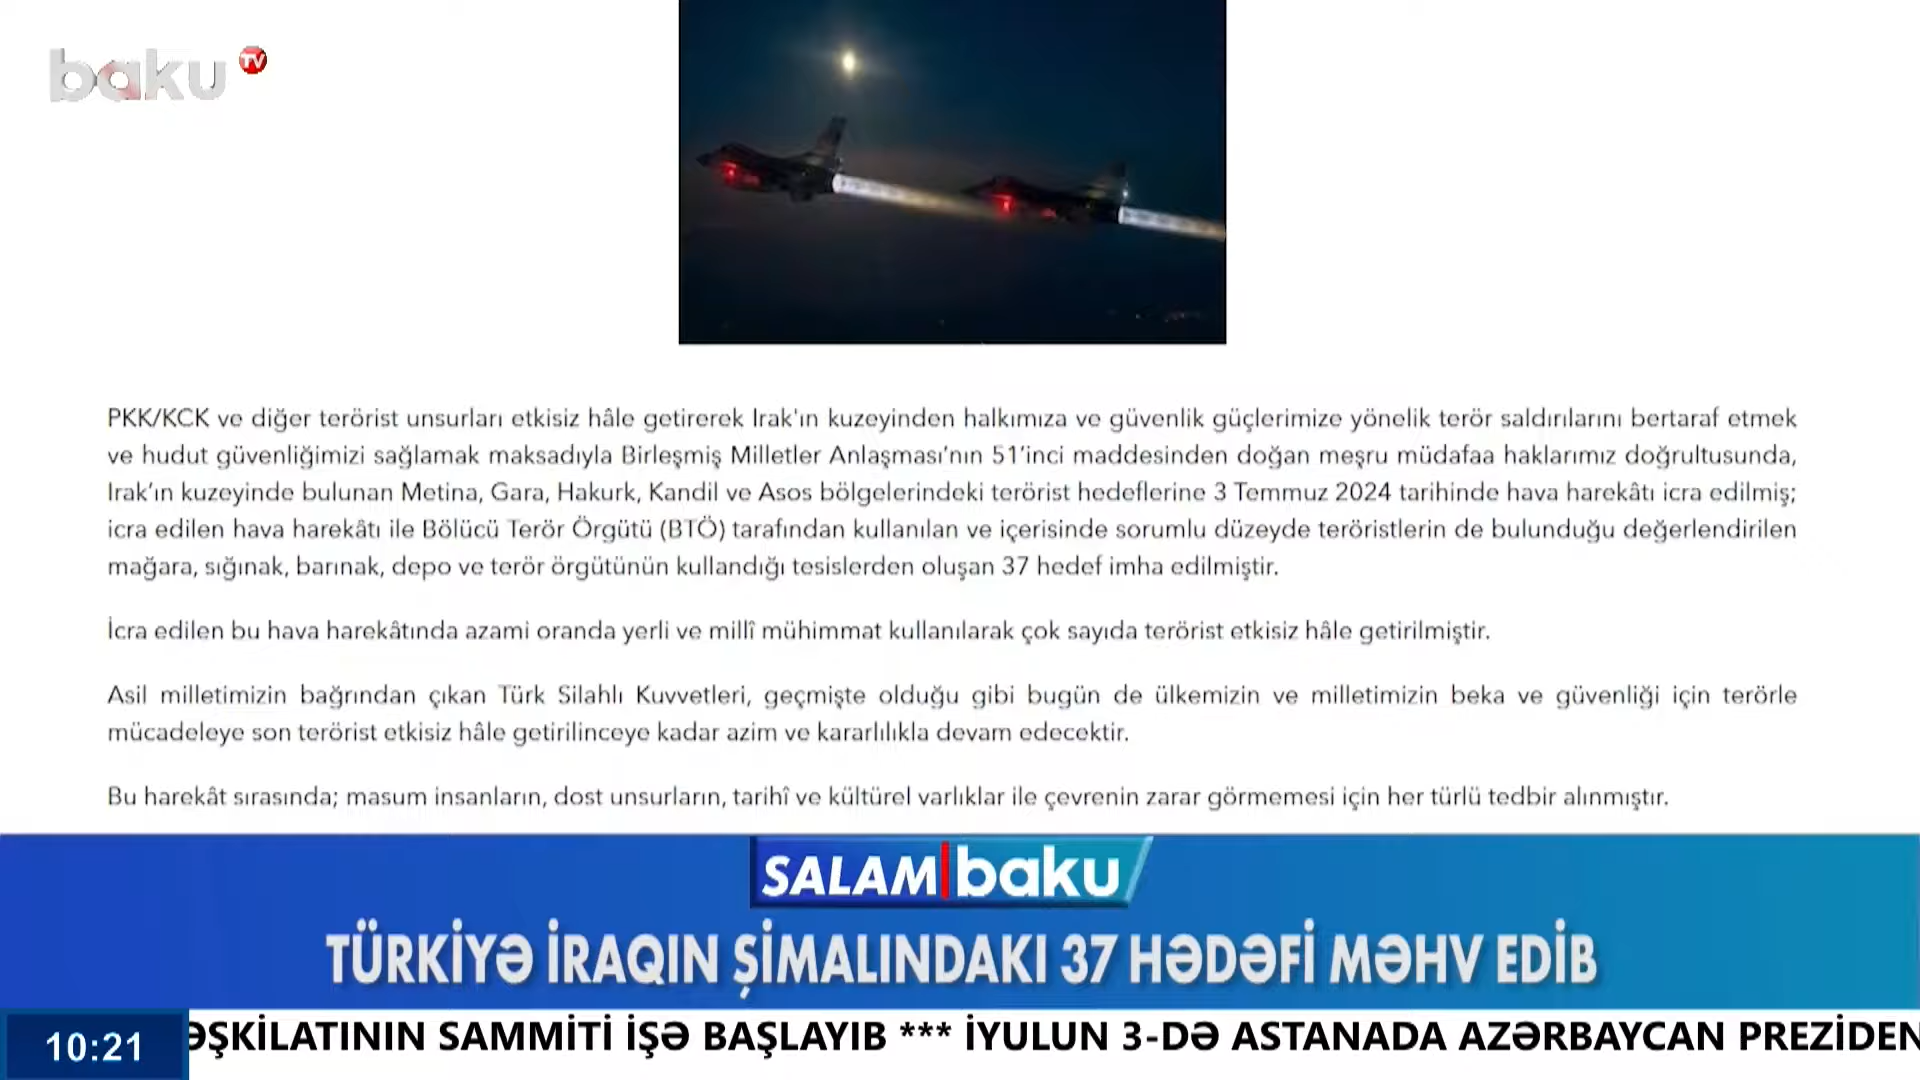 baku TV
PKK/KCK ve diğer terörist unsurları etkisiz hâle getirerek Irak'ın kuzeyinden halkımıza ve güvenlik güçlerimize yönelik terör saldırılarını bertaraf etmek
ve hudut güvenliğimizi sağlamak maksadıyla Birleşmiş Milletler Anlaşması’nın 51’inci maddesinden doğan meşru müdafaa haklarımız doğrultusunda,
Irak’ın kuzeyinde bulunan Metina, Gara, Hakurk, Kandil ve Asos bölgelerindeki terörist hedeflerine 3 Temmuz 2024 tarihinde hava harekâtı icra edilmiş;
icra edilen hava harekâtı ile Bölücü Terör Örgütü (BTÖ) tarafından kullanılan ve içerisinde sorumlu düzeyde teröristlerin de bulunduğu değerlendirilen
mağara, sığınak, barınak, depo ve terör örgütünün kullandığı tesislerden oluşan 37 hedef imha edilmiştir.
İcra edilen bu hava harekâtında azami oranda yerli ve millî mühimmat kullanılarak çok sayıda terörist etkisiz hâle getirilmiştir.
Asil milletimizin bağrından çıkan Türk Silahlı Kuvvetleri, geçmişte olduğu gibi bugün de ülkemizin ve milletimizin beka ve güvenliği için terörle
mücadeleye son terörist etkisiz hâle getirilinceye kadar azim ve kararlılıkla devam edecektir.
Bu harekât sırasında; masum insanların, dost unsurların, tarihî ve kültürel varlıklar ile çevrenin zarar görmemesi için her türlü tedbir alınmıştır.
SALAM baku
TÜRKİYƏ İRAQIN ŞİMALINDAKI 37 HƏDƏFİ MƏHV EDİB
10:21 ƏŞKİLATININ SAMMİTİ İŞƏ BAŞLAYIB *** İYULUN 3-DƏ ASTANADA AZƏRBAYCAN PREZİDEN